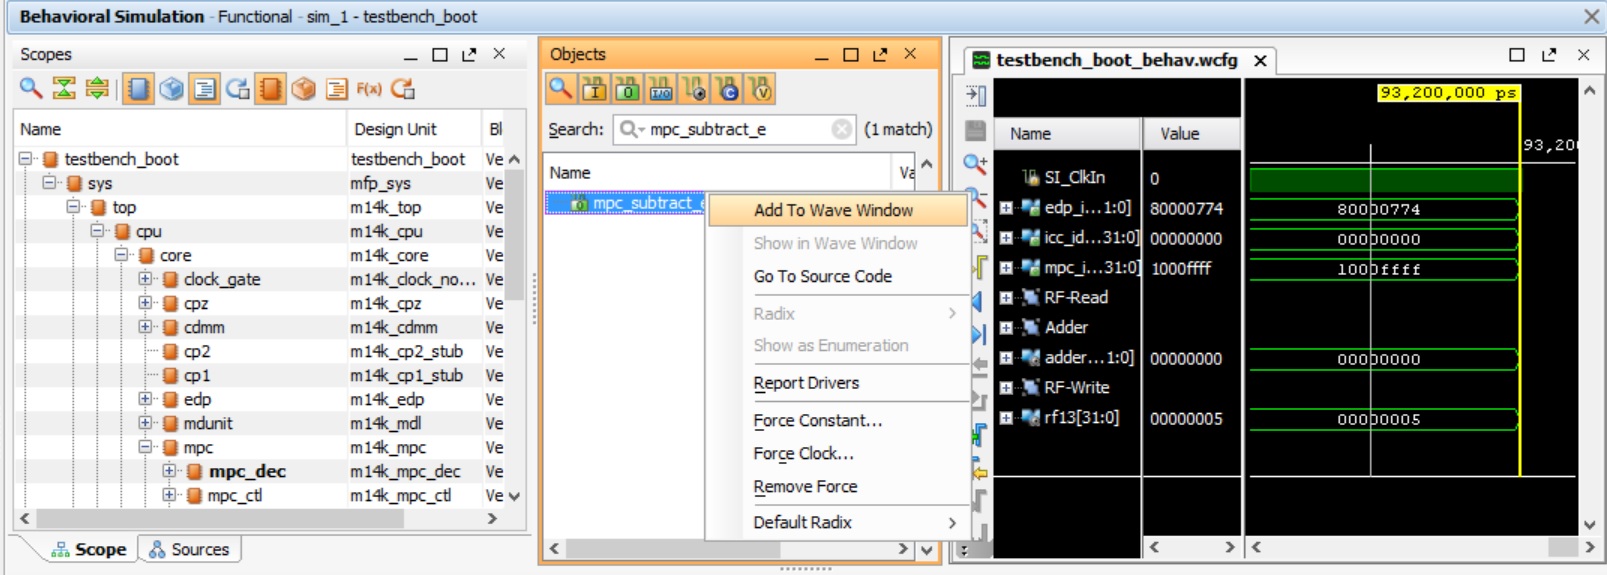 Behavioral Simulation - Functional - sim_1 - testbench_boot
Scopes
F(x)
Name Design Unit Bl
testbench_boot testbench_boot Ve
sys mfp_sys Ve
top m14k_top Ve
cpu m14k_cpu Ve
core m14k_core Ve
clock_gate m14k_clock_no... Ve
cpz m14k_cpz Ve
cdmm m14k_cdmm Ve
cp2 m14k_cp2_stub Ve
cp1 m14k_cp1_stub Ve
edp m14k_edp Ve
mdunit m14k_mdl Ve
mpc m14k_mpc Ve
mpc_dec m14k_mpc_dec Ve
mpc_ctl m14k_mpc_ctl Ve
Scope Sources
Objects
I O I/O C V
Search: mpc_subtract_e (1 match)
Name Va
mpc_subtract_e
Add To Wave Window
Show in Wave Window
Go To Source Code
Radix
Show as Enumeration
Report Drivers
Force Constant...
Force Clock...
Remove Force
Default Radix
testbench_boot_behav.wcfg
93,200,000 ps
Name Value
93,200
SI_ClkIn 0
edp_i...1:0] 80000774 80000774
icc_id...31:0] 00000000 00000000
mpc_i...31:0] 1000ffff 1000ffff
RF-Read
Adder
adder...1:0] 00000000 00000000
RF-Write
rf13[31:0] 00000005 00000005